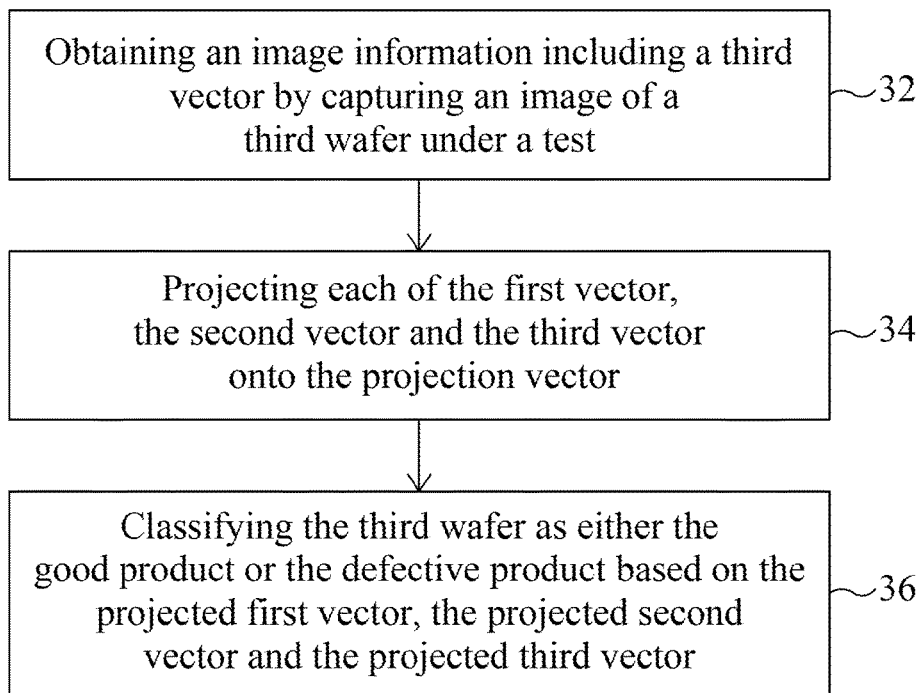 Obtaining an image information including a third
vector by capturing an image of a
third wafer under a test
32
Projecting each of the first vector,
the second vector and the third vector
onto the projection vector
34
Classifying the third wafer as either the
good product or the defective product based on the
projected first vector, the projected second
vector and the projected third vector
36